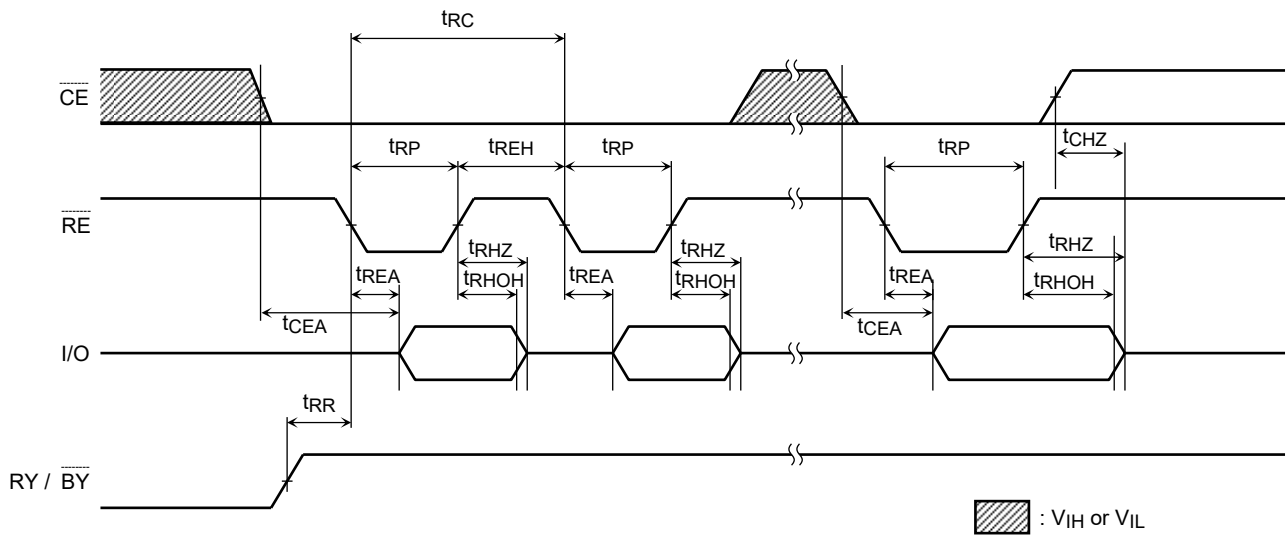 tRC
CE
tRP
tREH
tRP
tRP
tCHZ
RE
tREA
tRHZ
tRHOH
tREA
tRHZ
tRHOH
tREA
tRHZ
tRHOH
tCEA
tCEA
I/O
tRR
RY / BY
: VIH or VIL